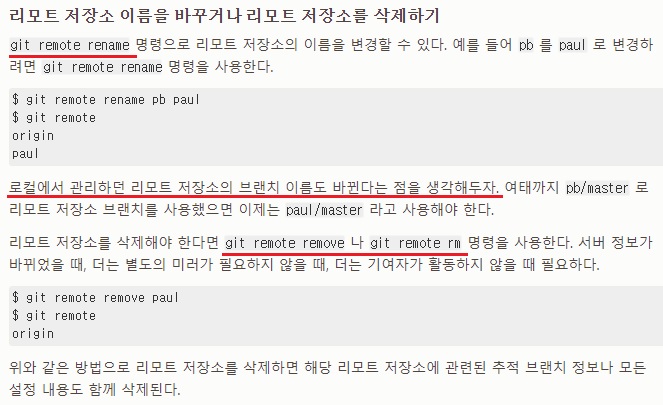 리모트 저장소 이름을 바꾸거나 리모트 저장소를 삭제하기
git remote rename 명령으로 리모트 저장소의 이름을 변경할 수 있다. 예를 들어 pb 를 paul 로 변경하
려면 git remote rename 명령을 사용한다.
$ git remote rename pb paul
$ git remote
origin
paul
로컬에서 관리하던 리모트 저장소의 브랜치 이름도 바뀐다는 점을 생각해두자. 여태까지 pb/master 로
리모트 저장소 브랜치를 사용했으면 이제는 paul/master 라고 사용해야 한다.
리모트 저장소를 삭제해야 한다면 git remote remove 나 git remote rm 명령을 사용한다. 서버 정보가
바뀌었을 때, 더는 별도의 미러가 필요하지 않을 때, 더는 기여자가 활동하지 않을 때 필요하다.
$ git remote remove paul
$ git remote
origin
위와 같은 방법으로 리모트 저장소를 삭제하면 해당 리모트 저장소에 관련된 추적 브랜치 정보나 모든
설정 내용도 함께 삭제된다.